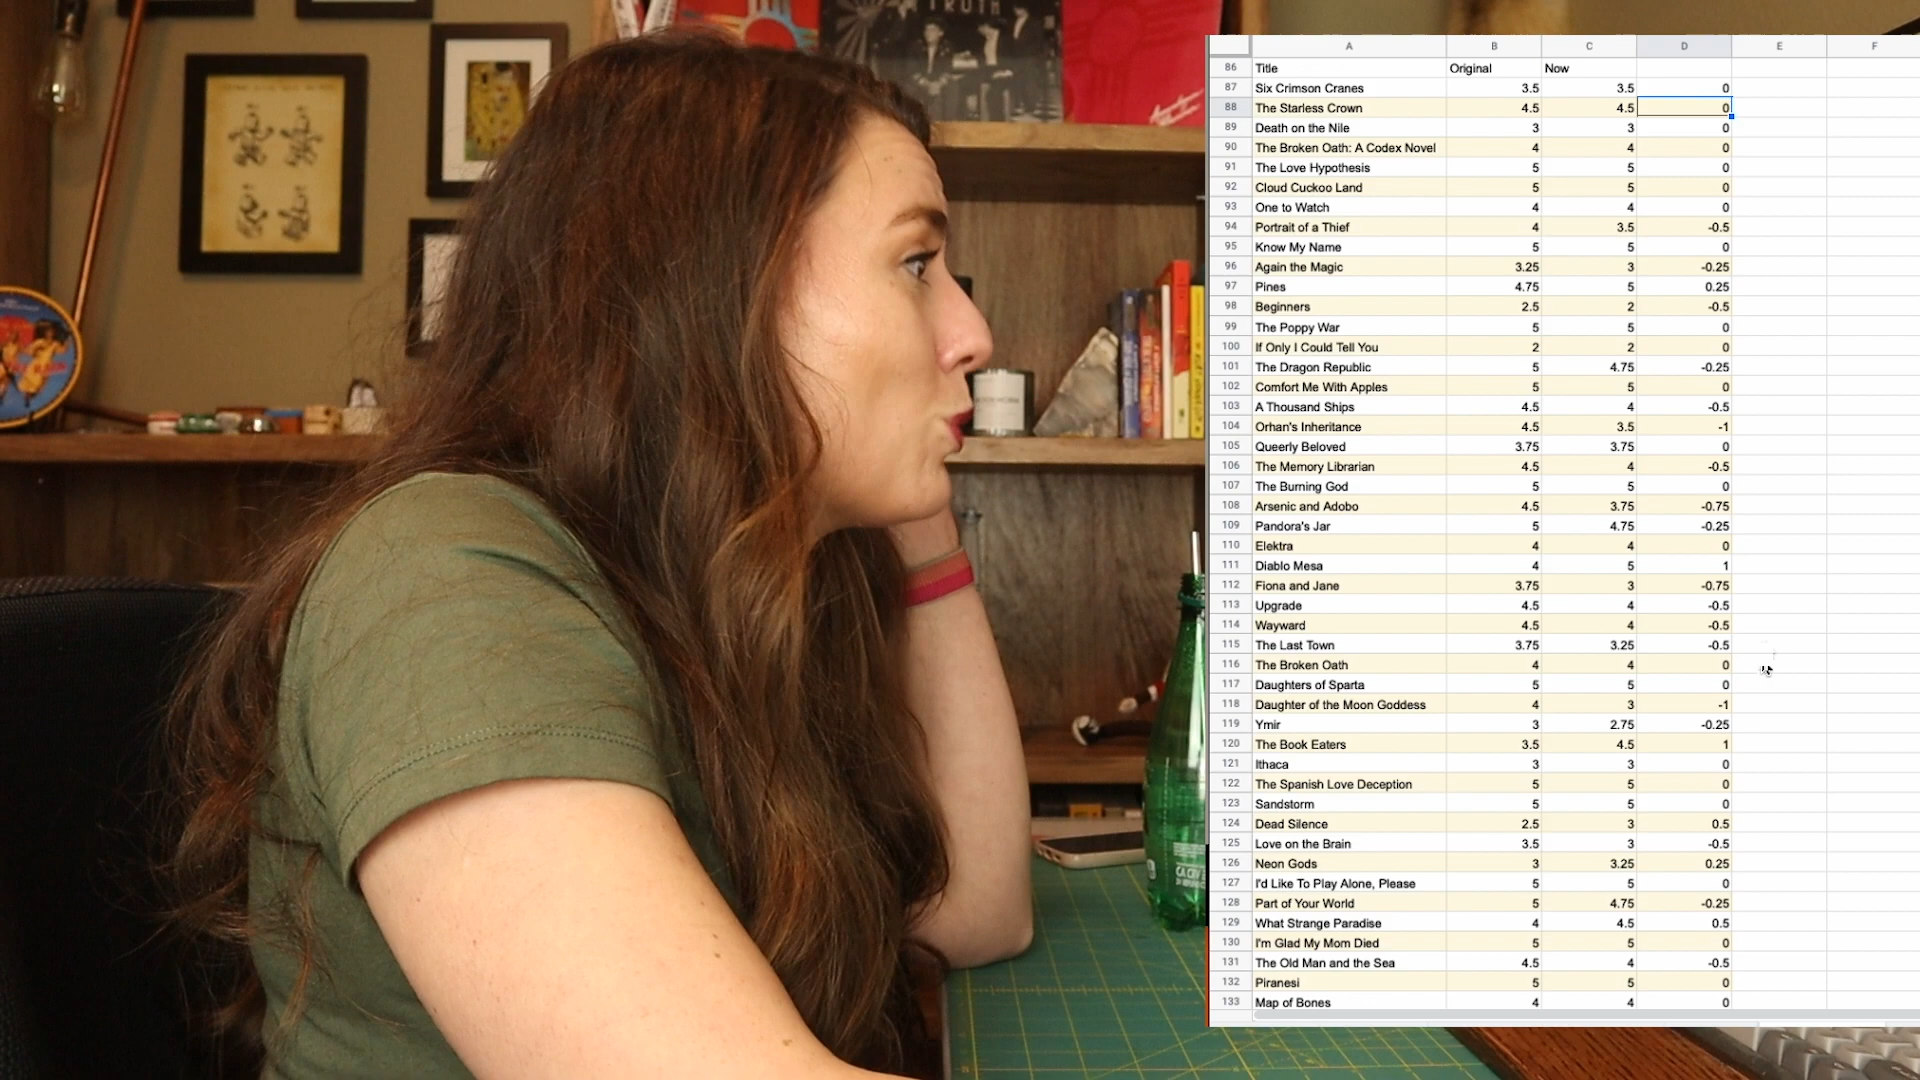 TRUTH
A B C D E F
86 Title Original Now
87 Six Crimson Cranes 3.5 3.5 0
88 The Starless Crown 4.5 4.5 0
89 Death on the Nile 3 3 0
90 The Broken Oath: A Codex Novel 4 4 0
91 The Love Hypothesis 5 5 0
92 Cloud Cuckoo Land 5 5 0
93 One to Watch 4 4 0
94 Portrait of a Thief 4 3.5 -0.5
95 Know My Name 5 5 0
96 Again the Magic 3.25 3 -0.25
97 Pines 4.75 5 0.25
98 Beginners 2.5 2 -0.5
99 The Poppy War 5 5 0
100 If Only I Could Tell You 2 2 0
101 The Dragon Republic 5 4.75 -0.25
102 Comfort Me With Apples 5 5 0
103 A Thousand Ships 4.5 4 -0.5
104 Orhan's Inheritance 4.5 3.5 -1
105 Queerly Beloved 3.75 3.75 0
106 The Memory Librarian 4.5 4 -0.5
107 The Burning God 5 5 0
108 Arsenic and Adobo 4.5 3.75 -0.75
109 Pandora's Jar 5 4.75 -0.25
110 Elektra 4 4 0
111 Diablo Mesa 4 5 1
112 Fiona and Jane 3.75 3 -0.75
113 Upgrade 4.5 4 -0.5
114 Wayward 4.5 4 -0.5
115 The Last Town 3.75 3.25 -0.5
116 The Broken Oath 4 4 0
117 Daughters of Sparta 5 5 0
118 Daughter of the Moon Goddess 4 3 -1
119 Ymir 3 2.75 -0.25
120 The Book Eaters 3.5 4.5 1
121 Ithaca 3 3 0
122 The Spanish Love Deception 5 5 0
123 Sandstorm 5 5 0
124 Dead Silence 2.5 3 0.5
125 Love on the Brain 3.5 3 -0.5
126 Neon Gods 3 3.25 0.25
127 I'd Like To Play Alone, Please 5 5 0
128 Part of Your World 5 4.75 -0.25
129 What Strange Paradise 4 4.5 0.5
130 I'm Glad My Mom Died 5 5 0
131 The Old Man and the Sea 4.5 4 -0.5
132 Piranesi 5 5 0
133 Map of Bones 4 4 0
CA CRV